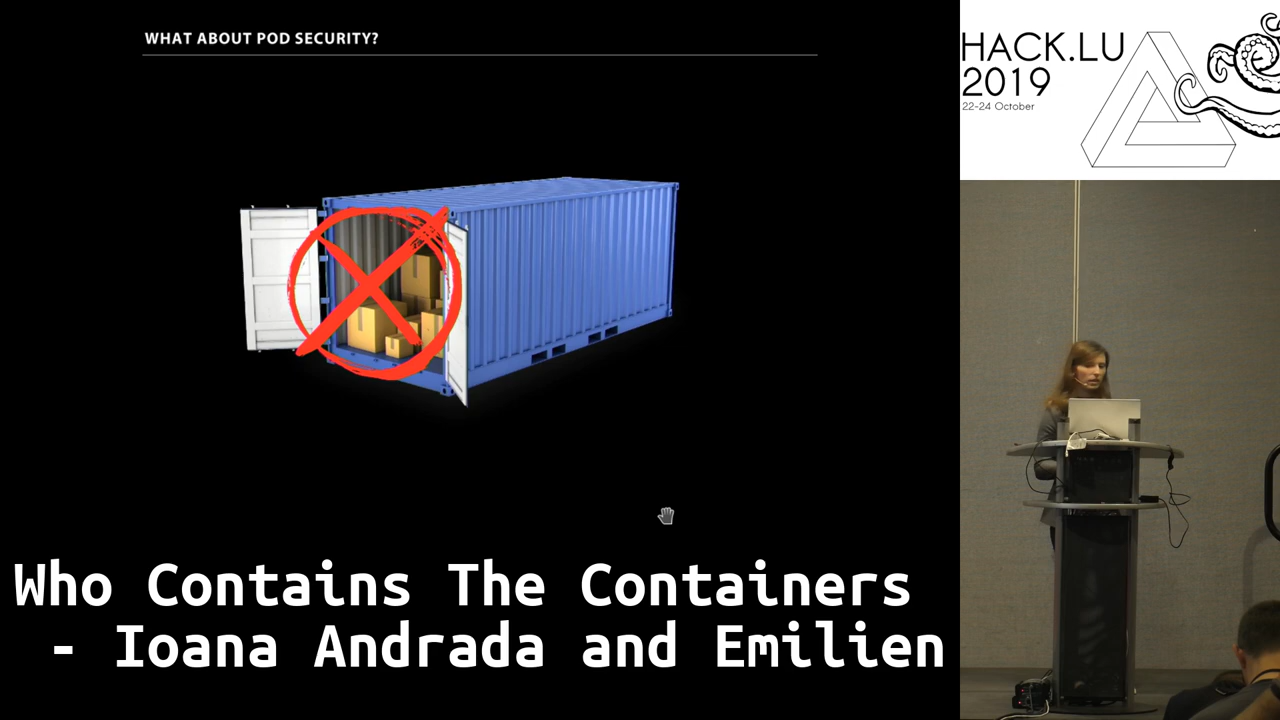 WHAT ABOUT POD SECURITY?
HACK.LU
2019
22-24 October
Who Contains The Containers
- Ioana Andrada and Emilien